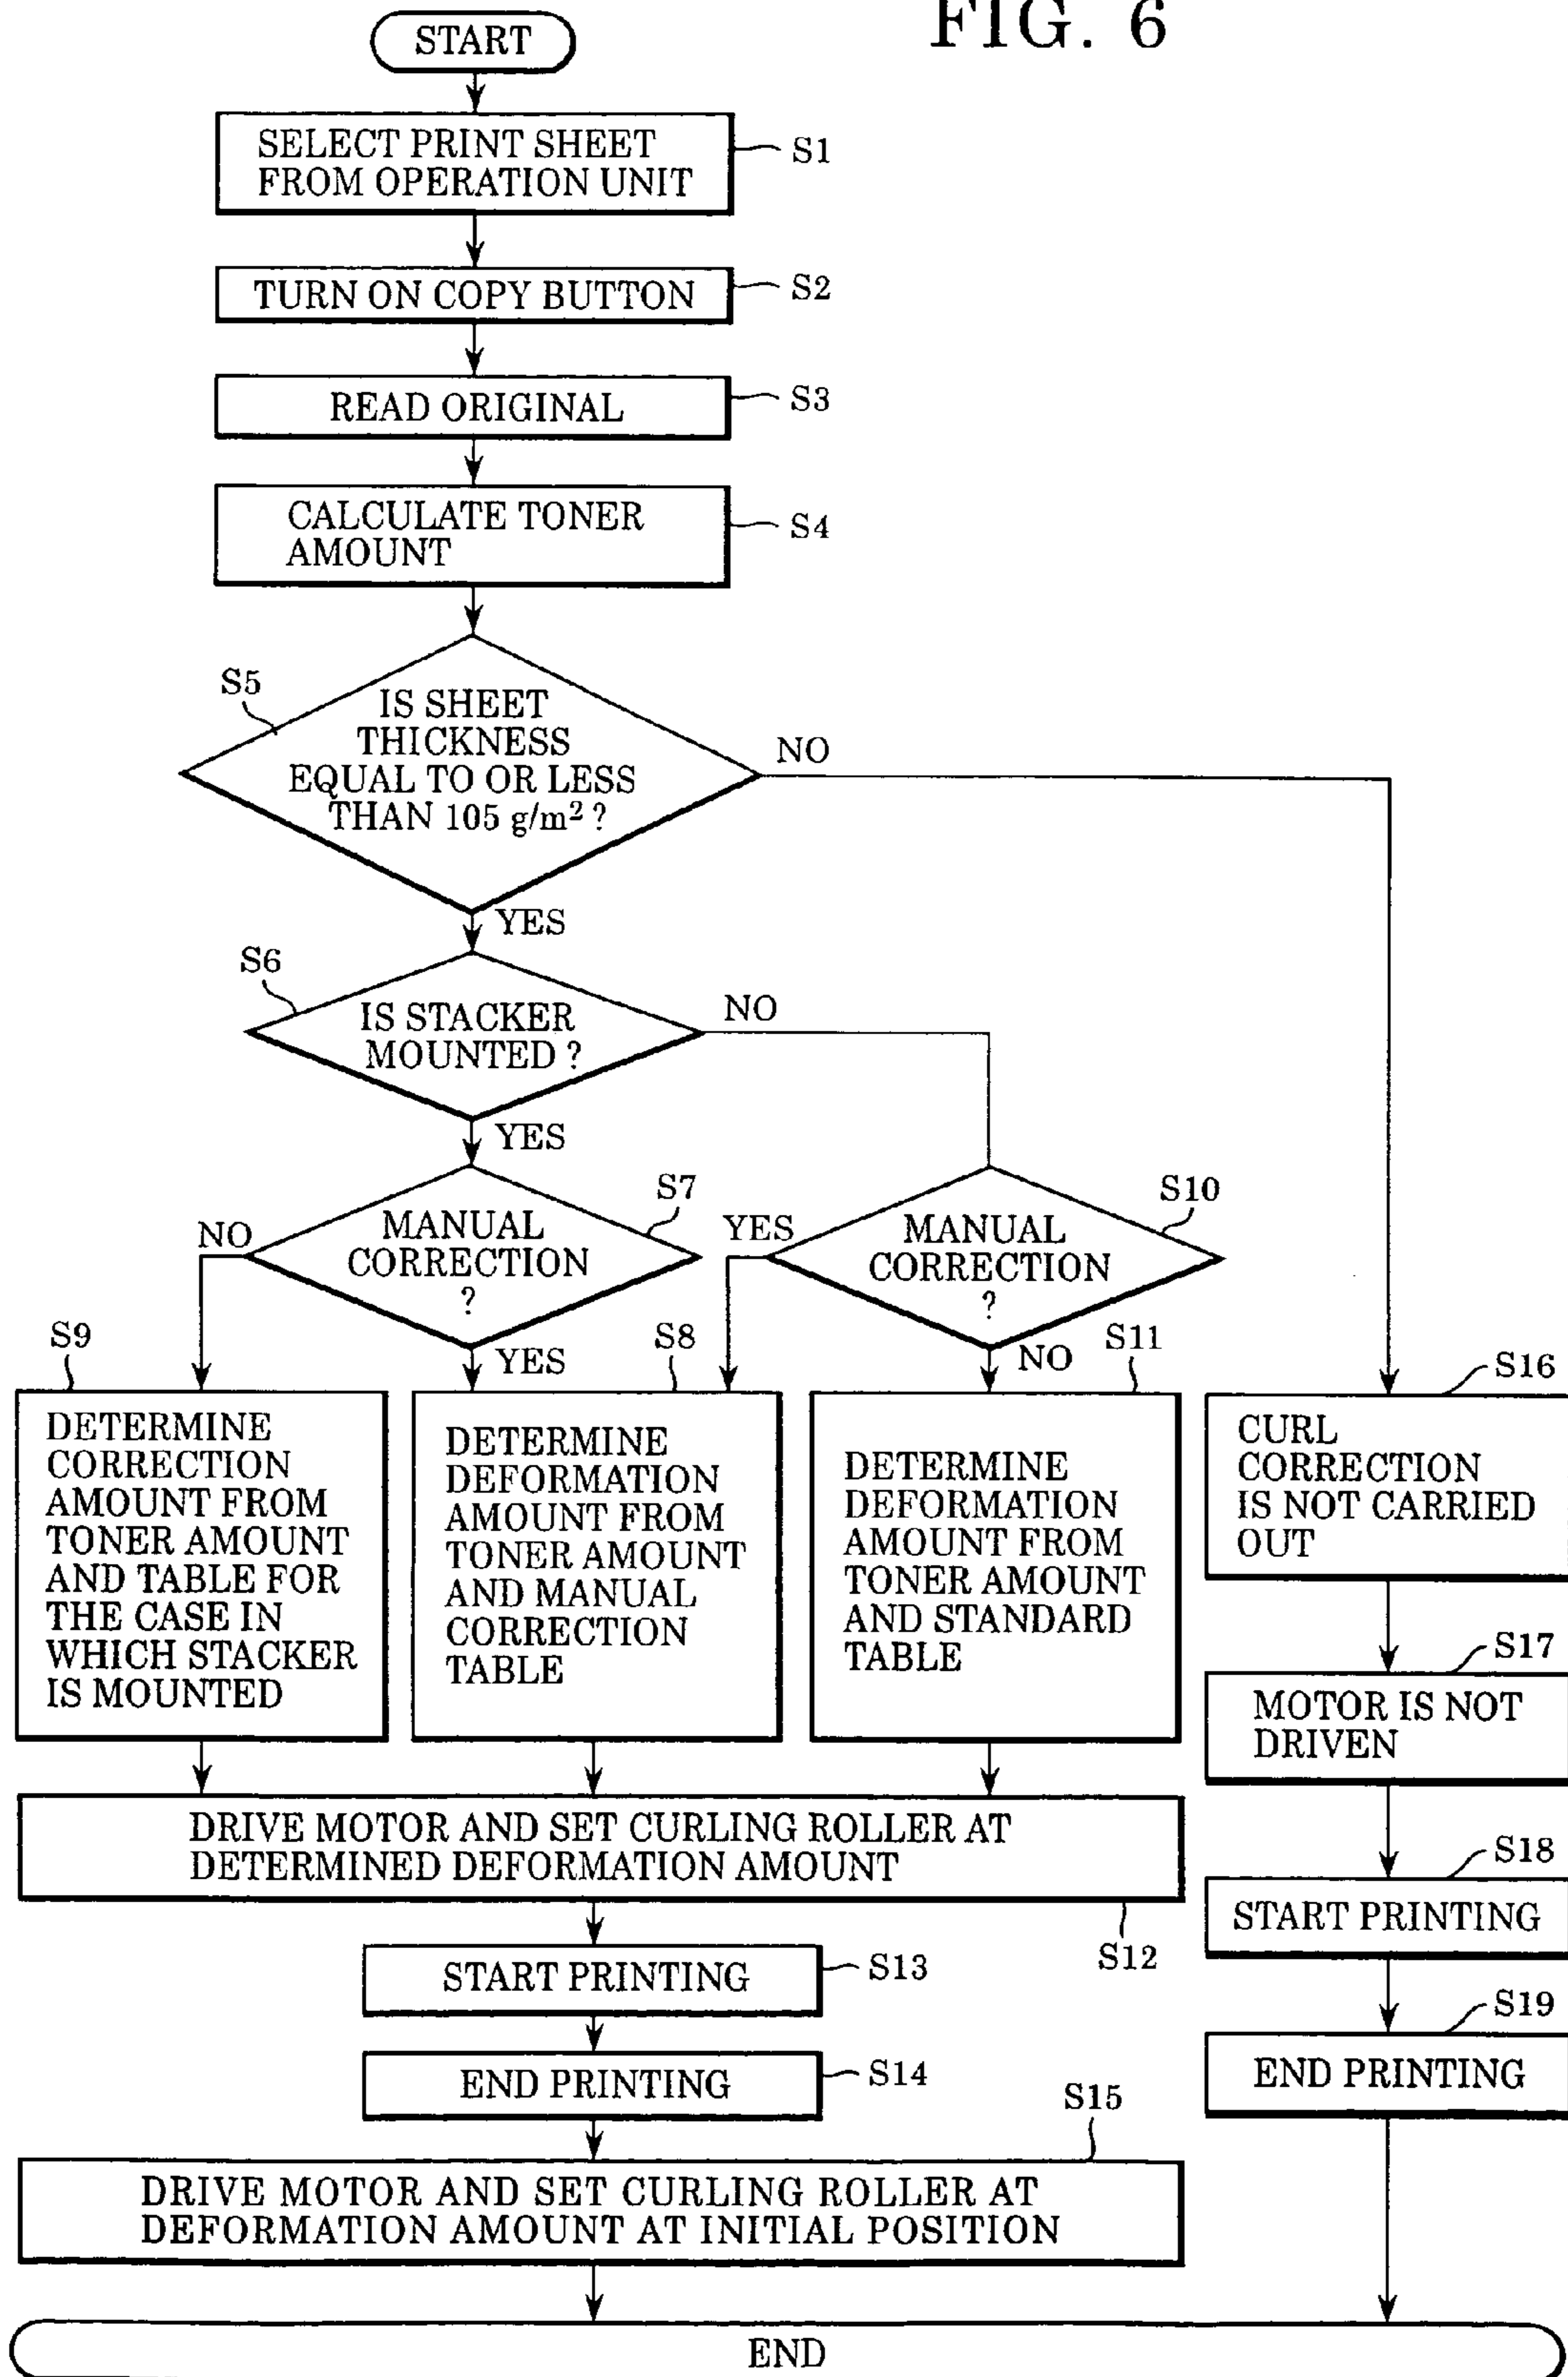 FIG. 6
START
SELECT PRINT SHEET
FROM OPERATION UNIT
S1
TURN ON COPY BUTTON
S2
READ ORIGINAL
S3
CALCULATE TONER
AMOUNT
S4
S5
IS SHEET
THICKNESS
EQUAL TO OR LESS
THAN 105 g/m² ?
NO
YES
S6
IS STACKER
MOUNTED ?
NO
YES
S7
MANUAL
CORRECTION
?
NO
YES
S10
MANUAL
CORRECTION
?
YES
NO
S9
DETERMINE
CORRECTION
AMOUNT FROM
TONER AMOUNT
AND TABLE FOR
THE CASE IN
WHICH STACKER
IS MOUNTED
S8
DETERMINE
DEFORMATION
AMOUNT FROM
TONER AMOUNT
AND MANUAL
CORRECTION
TABLE
S11
DETERMINE
DEFORMATION
AMOUNT FROM
TONER AMOUNT
AND STANDARD
TABLE
S16
CURL
CORRECTION
IS NOT CARRIED
OUT
S17
MOTOR IS NOT
DRIVEN
DRIVE MOTOR AND SET CURLING ROLLER AT
DETERMINED DEFORMATION AMOUNT
S12
S18
START PRINTING
START PRINTING
S13
S19
END PRINTING
END PRINTING
S14
S15
DRIVE MOTOR AND SET CURLING ROLLER AT
DEFORMATION AMOUNT AT INITIAL POSITION
END